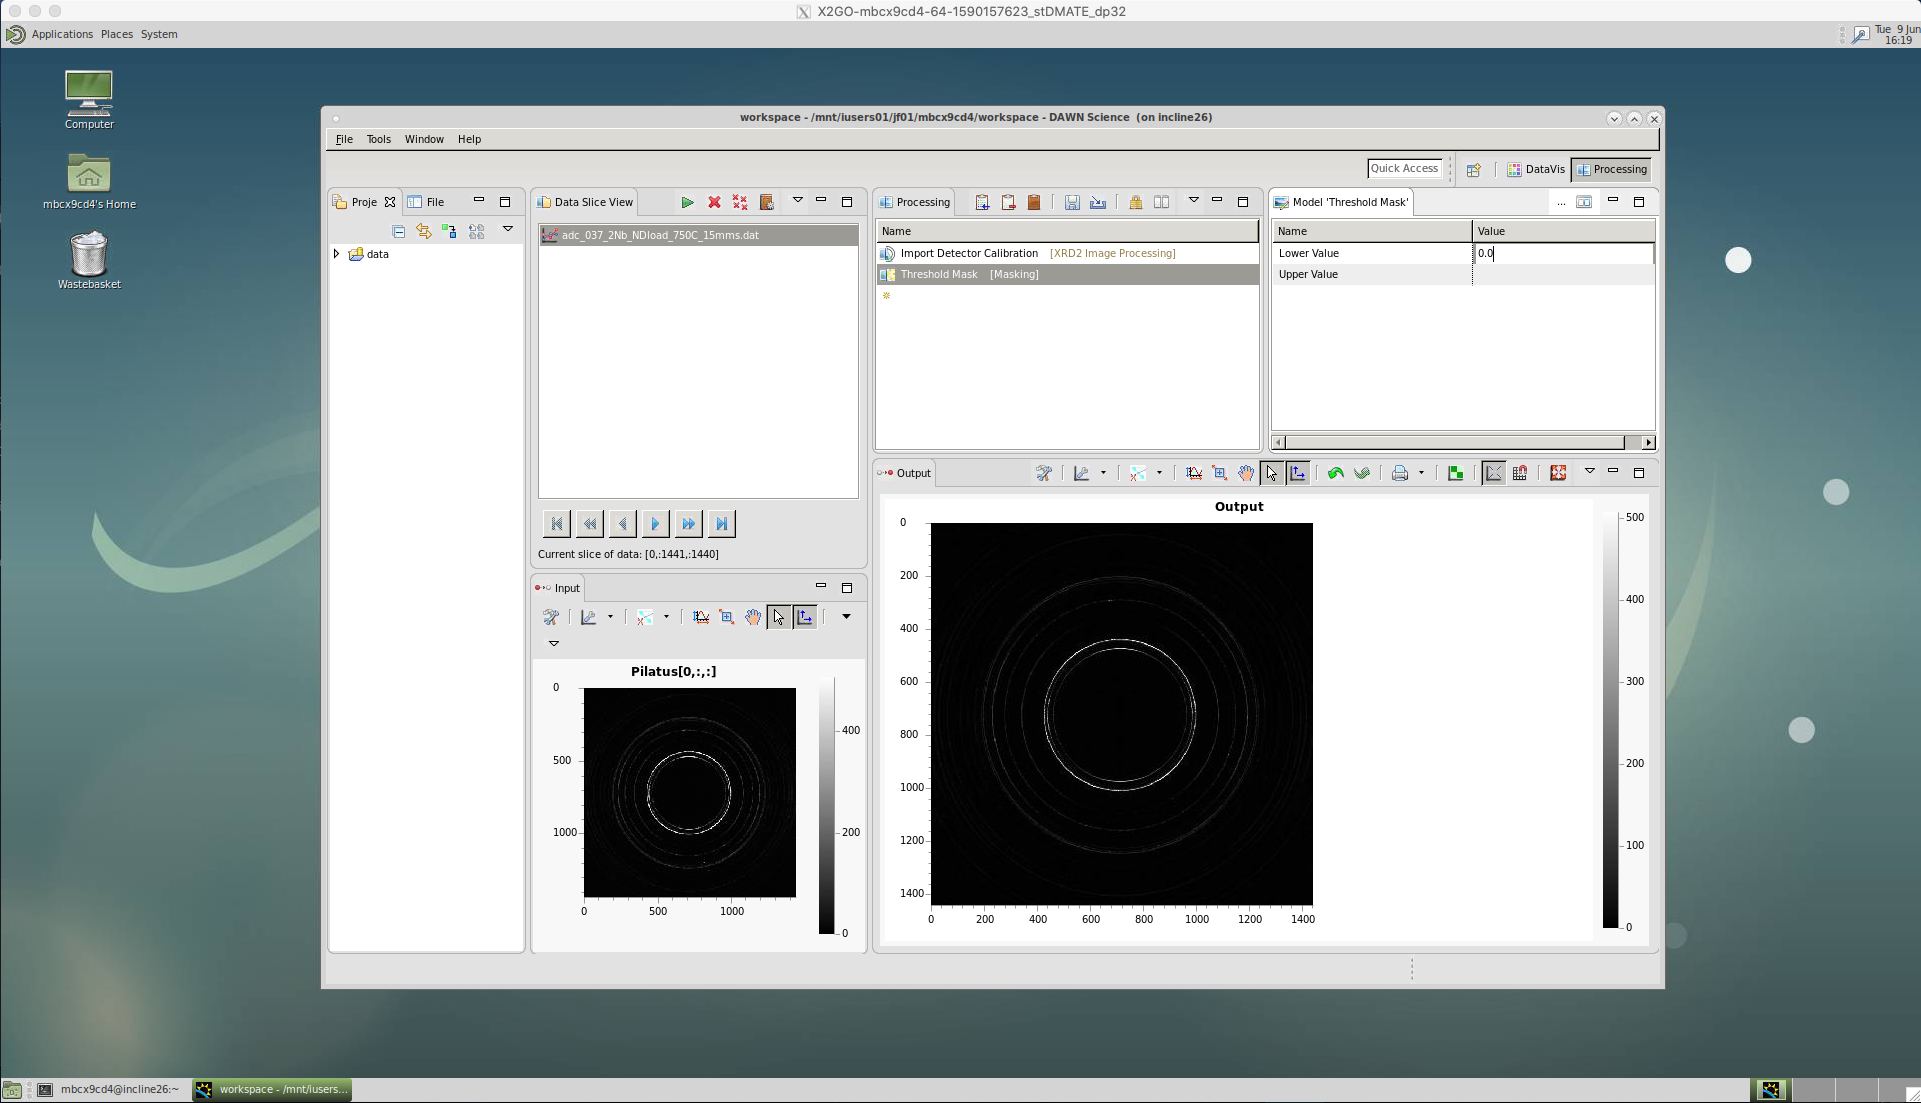 X2GO-mbcx9cd4-64-1590157623_stDMATE_dp32
Applications Places System
Tue 9 Jun
16:19
Computer
mbcx9cd4's Home
Wastebasket
workspace - /mnt/iusers01/jf01/mbcx9cd4/workspace - DAWN Science (on incline26)
File Tools Window Help
Quick Access
DataVis
Processing
Proje
File
data
Data Slice View
adc_037_2Nb_NDload_750C_15mms.dat
Current slice of data: [0,:1441,:1440]
Processing
Name
Import Detector Calibration [XRD2 Image Processing]
Threshold Mask [Masking]
Model 'Threshold Mask'
...
Name Value
Lower Value 0.0
Upper Value
Input
Pilatus[0,:,:]
0
500
1000
0 500 1000
400
200
0
Output
Output
0
200
400
600
800
1000
1200
1400
0 200 400 600 800 1000 1200 1400
500
400
300
200
100
0
mbcx9cd4@incline26:~
workspace - /mnt/iusers...